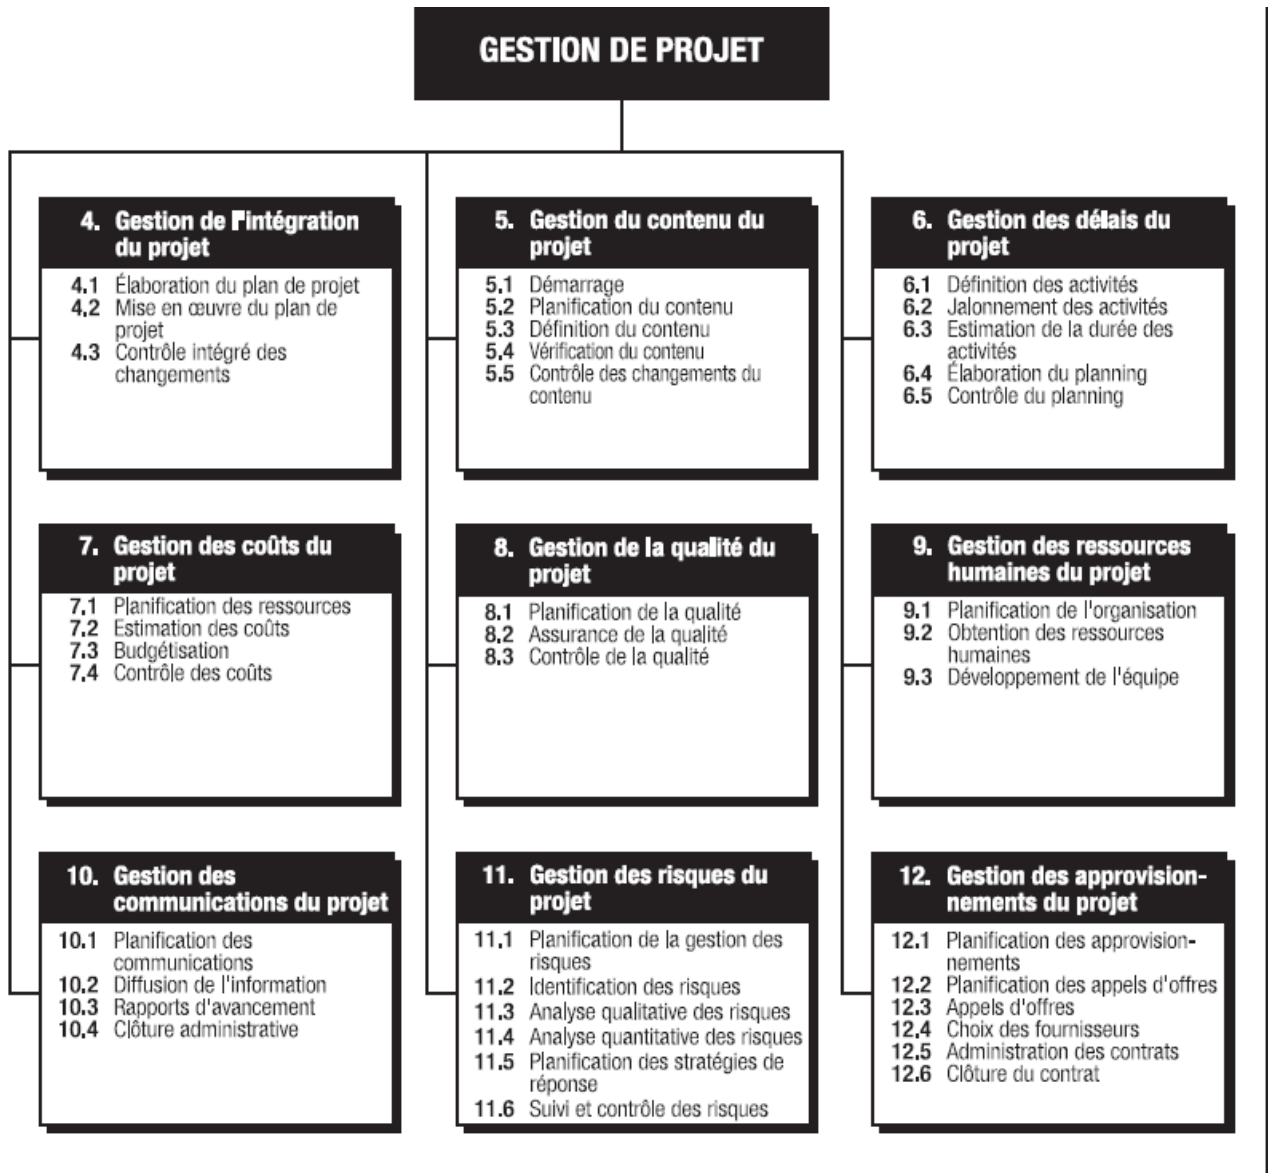 GESTION DE PROJET
4. Gestion de l'intégration
du projet
4.1 Élaboration du plan de projet
4.2 Mise en œuvre du plan de
projet
4.3 Contrôle intégré des
changements
5. Gestion du contenu du
projet
5.1 Démarrage
5.2 Planification du contenu
5.3 Définition du contenu
5.4 Vérification du contenu
5.5 Contrôle des changements du
contenu
6. Gestion des délais du
projet
6.1 Définition des activités
6.2 Jalonnement des activités
6.3 Estimation de la durée des
activités
6.4 Élaboration du planning
6.5 Contrôle du planning
7. Gestion des coûts du
projet
7.1 Planification des ressources
7.2 Estimation des coûts
7.3 Budgétisation
7.4 Contrôle des coûts
8. Gestion de la qualité du
projet
8.1 Planification de la qualité
8.2 Assurance de la qualité
8.3 Contrôle de la qualité
9. Gestion des ressources
humaines du projet
9.1 Planification de l'organisation
9.2 Obtention des ressources
humaines
9.3 Développement de l'équipe
10. Gestion des
communications du projet
10.1 Planification des
communications
10.2 Diffusion de l'information
10.3 Rapports d'avancement
10.4 Clôture administrative
11. Gestion des risques du
projet
11.1 Planification de la gestion des
risques
11.2 Identification des risques
11.3 Analyse qualitative des risques
11.4 Analyse quantitative des risques
11.5 Planification des stratégies de
réponse
11.6 Suivi et contrôle des risques
12. Gestion des approvision-
nements du projet
12.1 Planification des approvision-
nements
12.2 Planification des appels d'offres
12.3 Appels d'offres
12.4 Choix des fournisseurs
12.5 Administration des contrats
12.6 Clôture du contrat